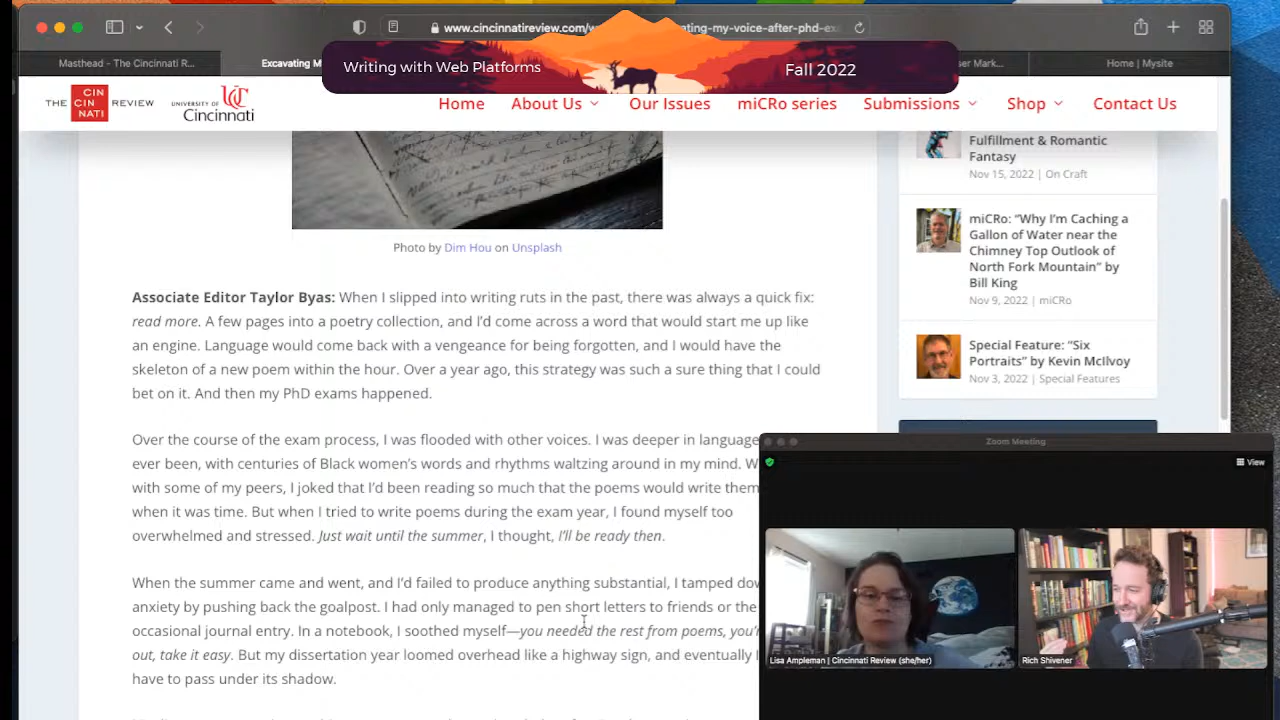 www.cincinnatireview.com/w
ating-my-voice-after-phd-ex
Masthead - The Cincinnati R...
Excavating M
ser Mark...
Home | Mysite
Writing with Web Platforms
Fall 2022
THE CIN CIN NATI REVIEW
UNIVERSITY OF Cincinnati
Home
About Us
Our Issues
miCRo series
Submissions
Shop
Contact Us
Photo by Dim Hou on Unsplash
Associate Editor Taylor Byas: When I slipped into writing ruts in the past, there was always a quick fix:
read more. A few pages into a poetry collection, and I'd come across a word that would start me up like
an engine. Language would come back with a vengeance for being forgotten, and I would have the
skeleton of a new poem within the hour. Over a year ago, this strategy was such a sure thing that I could
bet on it. And then my PhD exams happened.
Over the course of the exam process, I was flooded with other voices. I was deeper in language
ever been, with centuries of Black women's words and rhythms waltzing around in my mind. W
with some of my peers, I joked that I'd been reading so much that the poems would write them
when it was time. But when I tried to write poems during the exam year, I found myself too
overwhelmed and stressed. Just wait until the summer, I thought, I'll be ready then.
When the summer came and went, and I'd failed to produce anything substantial, I tamped dow
anxiety by pushing back the goalpost. I had only managed to pen short letters to friends or the
occasional journal entry. In a notebook, I soothed myself—you needed the rest from poems, you'r
out, take it easy. But my dissertation year loomed overhead like a highway sign, and eventually I
have to pass under its shadow.
Fulfillment & Romantic
Fantasy
Nov 15, 2022 | On Craft
miCRo: "Why I'm Caching a
Gallon of Water near the
Chimney Top Outlook of
North Fork Mountain" by
Bill King
Nov 9, 2022 | miCRo
Special Feature: "Six
Portraits" by Kevin McIlvoy
Nov 3, 2022 | Special Features
Zoom Meeting
View
Lisa Ampleman | Cincinnati Review (she/her)
Rich Shivener